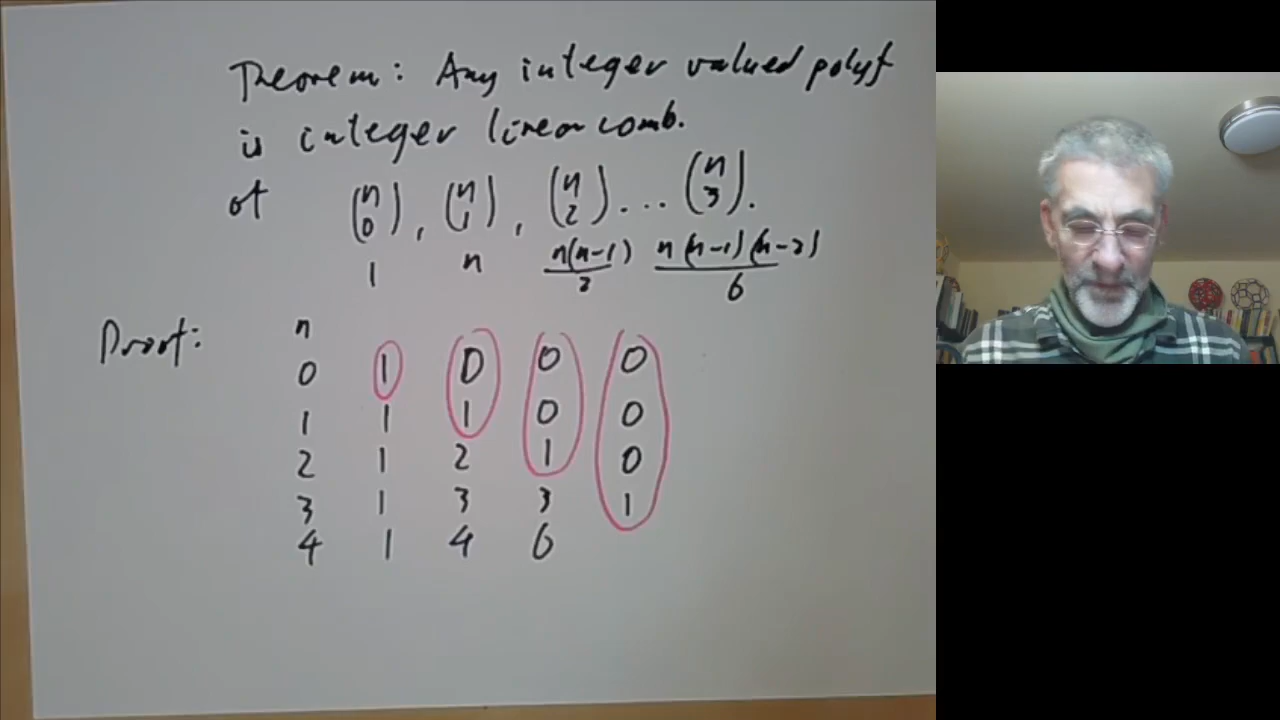 Theorem: Any integer valued polyf
is integer linear comb.
of (n 0), (n 1), (n 2)...(n 3).
1 n n(n-1)/2 n(n-1)(n-2)/6
Proof: n
0 1 0 0 0
1 1 1 0 0
2 1 2 1 0
3 1 3 3 1
4 1 4 6